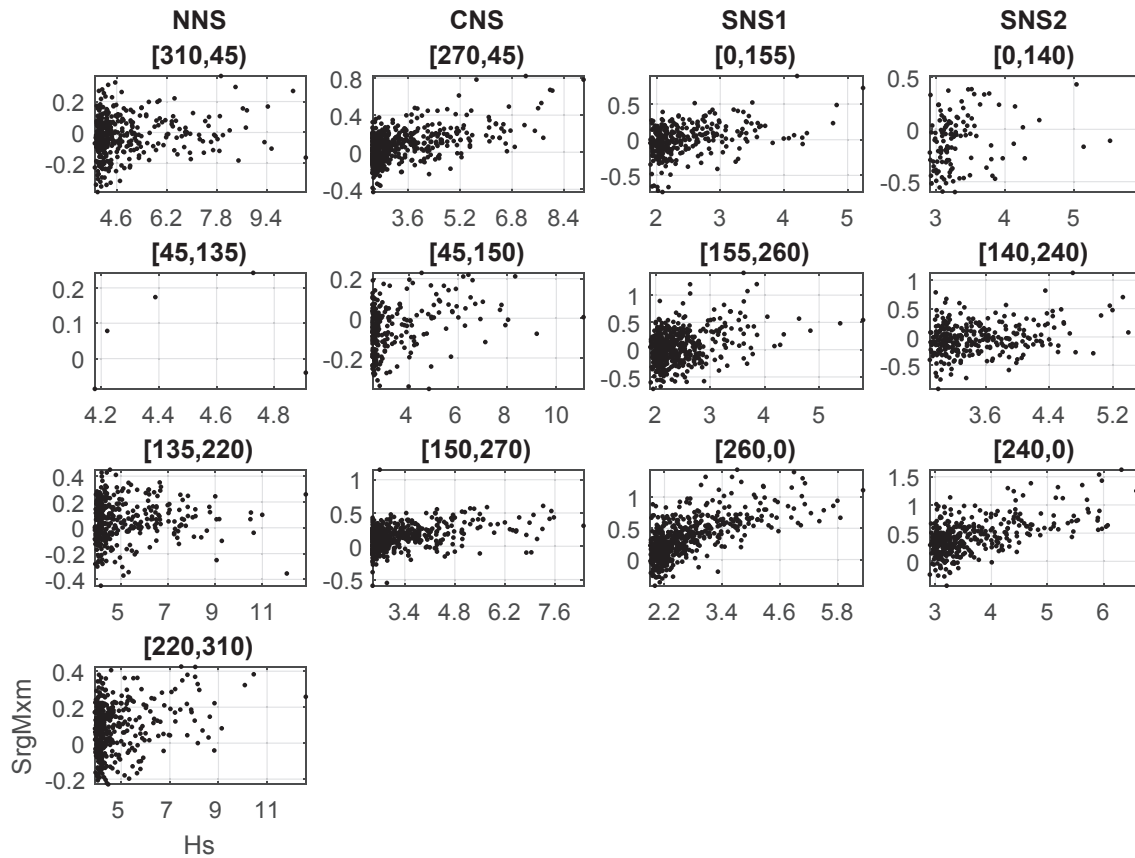 NNS CNS SNS1 SNS2
[310,45) [270,45) [0,155) [0,140)
0.2 0 -0.2
4.6 6.2 7.8 9.4
0.8 0.4 0 -0.4
3.6 5.2 6.8 8.4
0.5 0 -0.5
2 3 4 5
0.5 0 -0.5
3 4 5
[45,135) [45,150) [155,260) [140,240)
0.2 0.1 0
4.2 4.4 4.6 4.8
0.2 0 -0.2
4 6 8 10
1 0.5 0 -0.5
2 3 4 5
1 0.5 0 -0.5
3.6 4.4 5.2
[135,220) [150,270) [260,0) [240,0)
0.4 0.2 0 -0.2 -0.4
5 7 9 11
1 0.5 0 -0.5
3.4 4.8 6.2 7.6
1 0.5 0
2.2 3.4 4.6 5.8
1.5 1 0.5 0
3 4 5 6
[220,310)
0.4 0.2 0 -0.2
5 7 9 11
SrgMxm
Hs